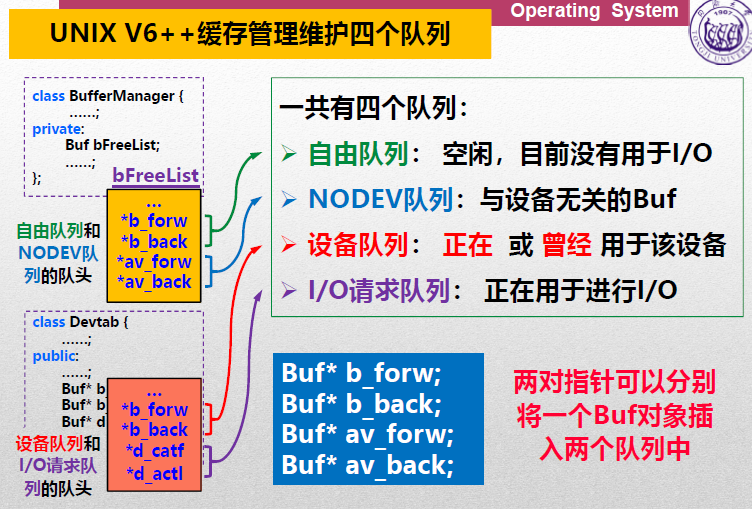 Operating System
UNIX V6++缓存管理维护四个队列
1907
TONGJI UNIVERSITY
class BufferManager {
......;
private:
Buf bFreeList;
......;
};
bFreeList
...
*b_forw
*b_back
*av_forw
*av_back
自由队列和
NODEV队
列的队头
class Devtab {
......;
public:
......;
Buf* b
Buf* b
Buf* d
...
*b_forw
*b_back
*d_catf
*d_actl
设备队列和
I/O请求队
列的队头
一共有四个队列：
➢ 自由队列： 空闲，目前没有用于I/O
➢ NODEV队列：与设备无关的Buf
➢ 设备队列： 正在 或 曾经 用于该设备
➢ I/O请求队列： 正在用于进行I/O
Buf* b_forw;
Buf* b_back;
Buf* av_forw;
Buf* av_back;
两对指针可以分别
将一个Buf对象插
入两个队列中